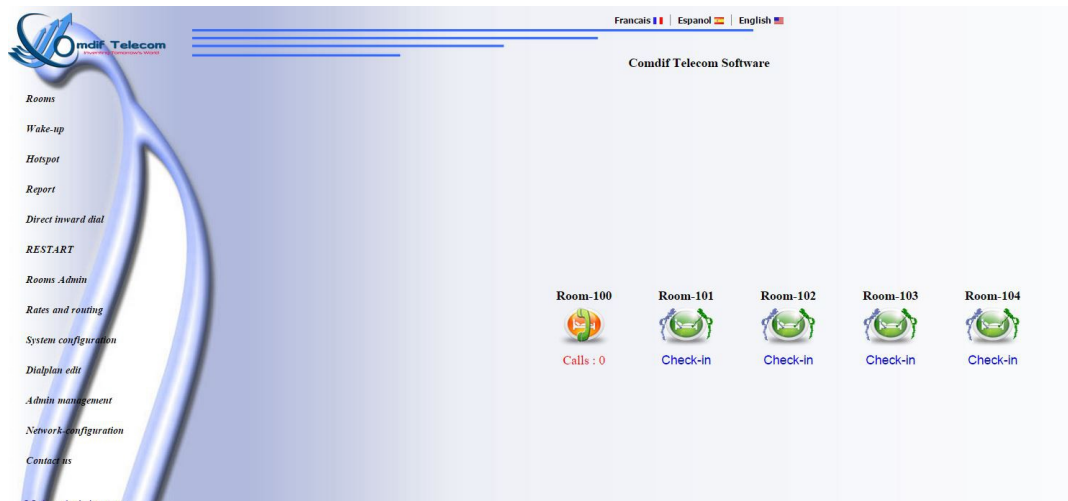 Francais | Espanol | English
omdif Telecom
Comdif Telecom Software
Rooms
Wake-up
Hotspot
Report
Direct inward dial
RESTART
Rooms Admin
Rates and routing
System configuration
Dialplan edit
Admin management
Network-configuration
Contact us
Room-100 Room-101 Room-102 Room-103 Room-104
Calls : 0 Check-in Check-in Check-in Check-in